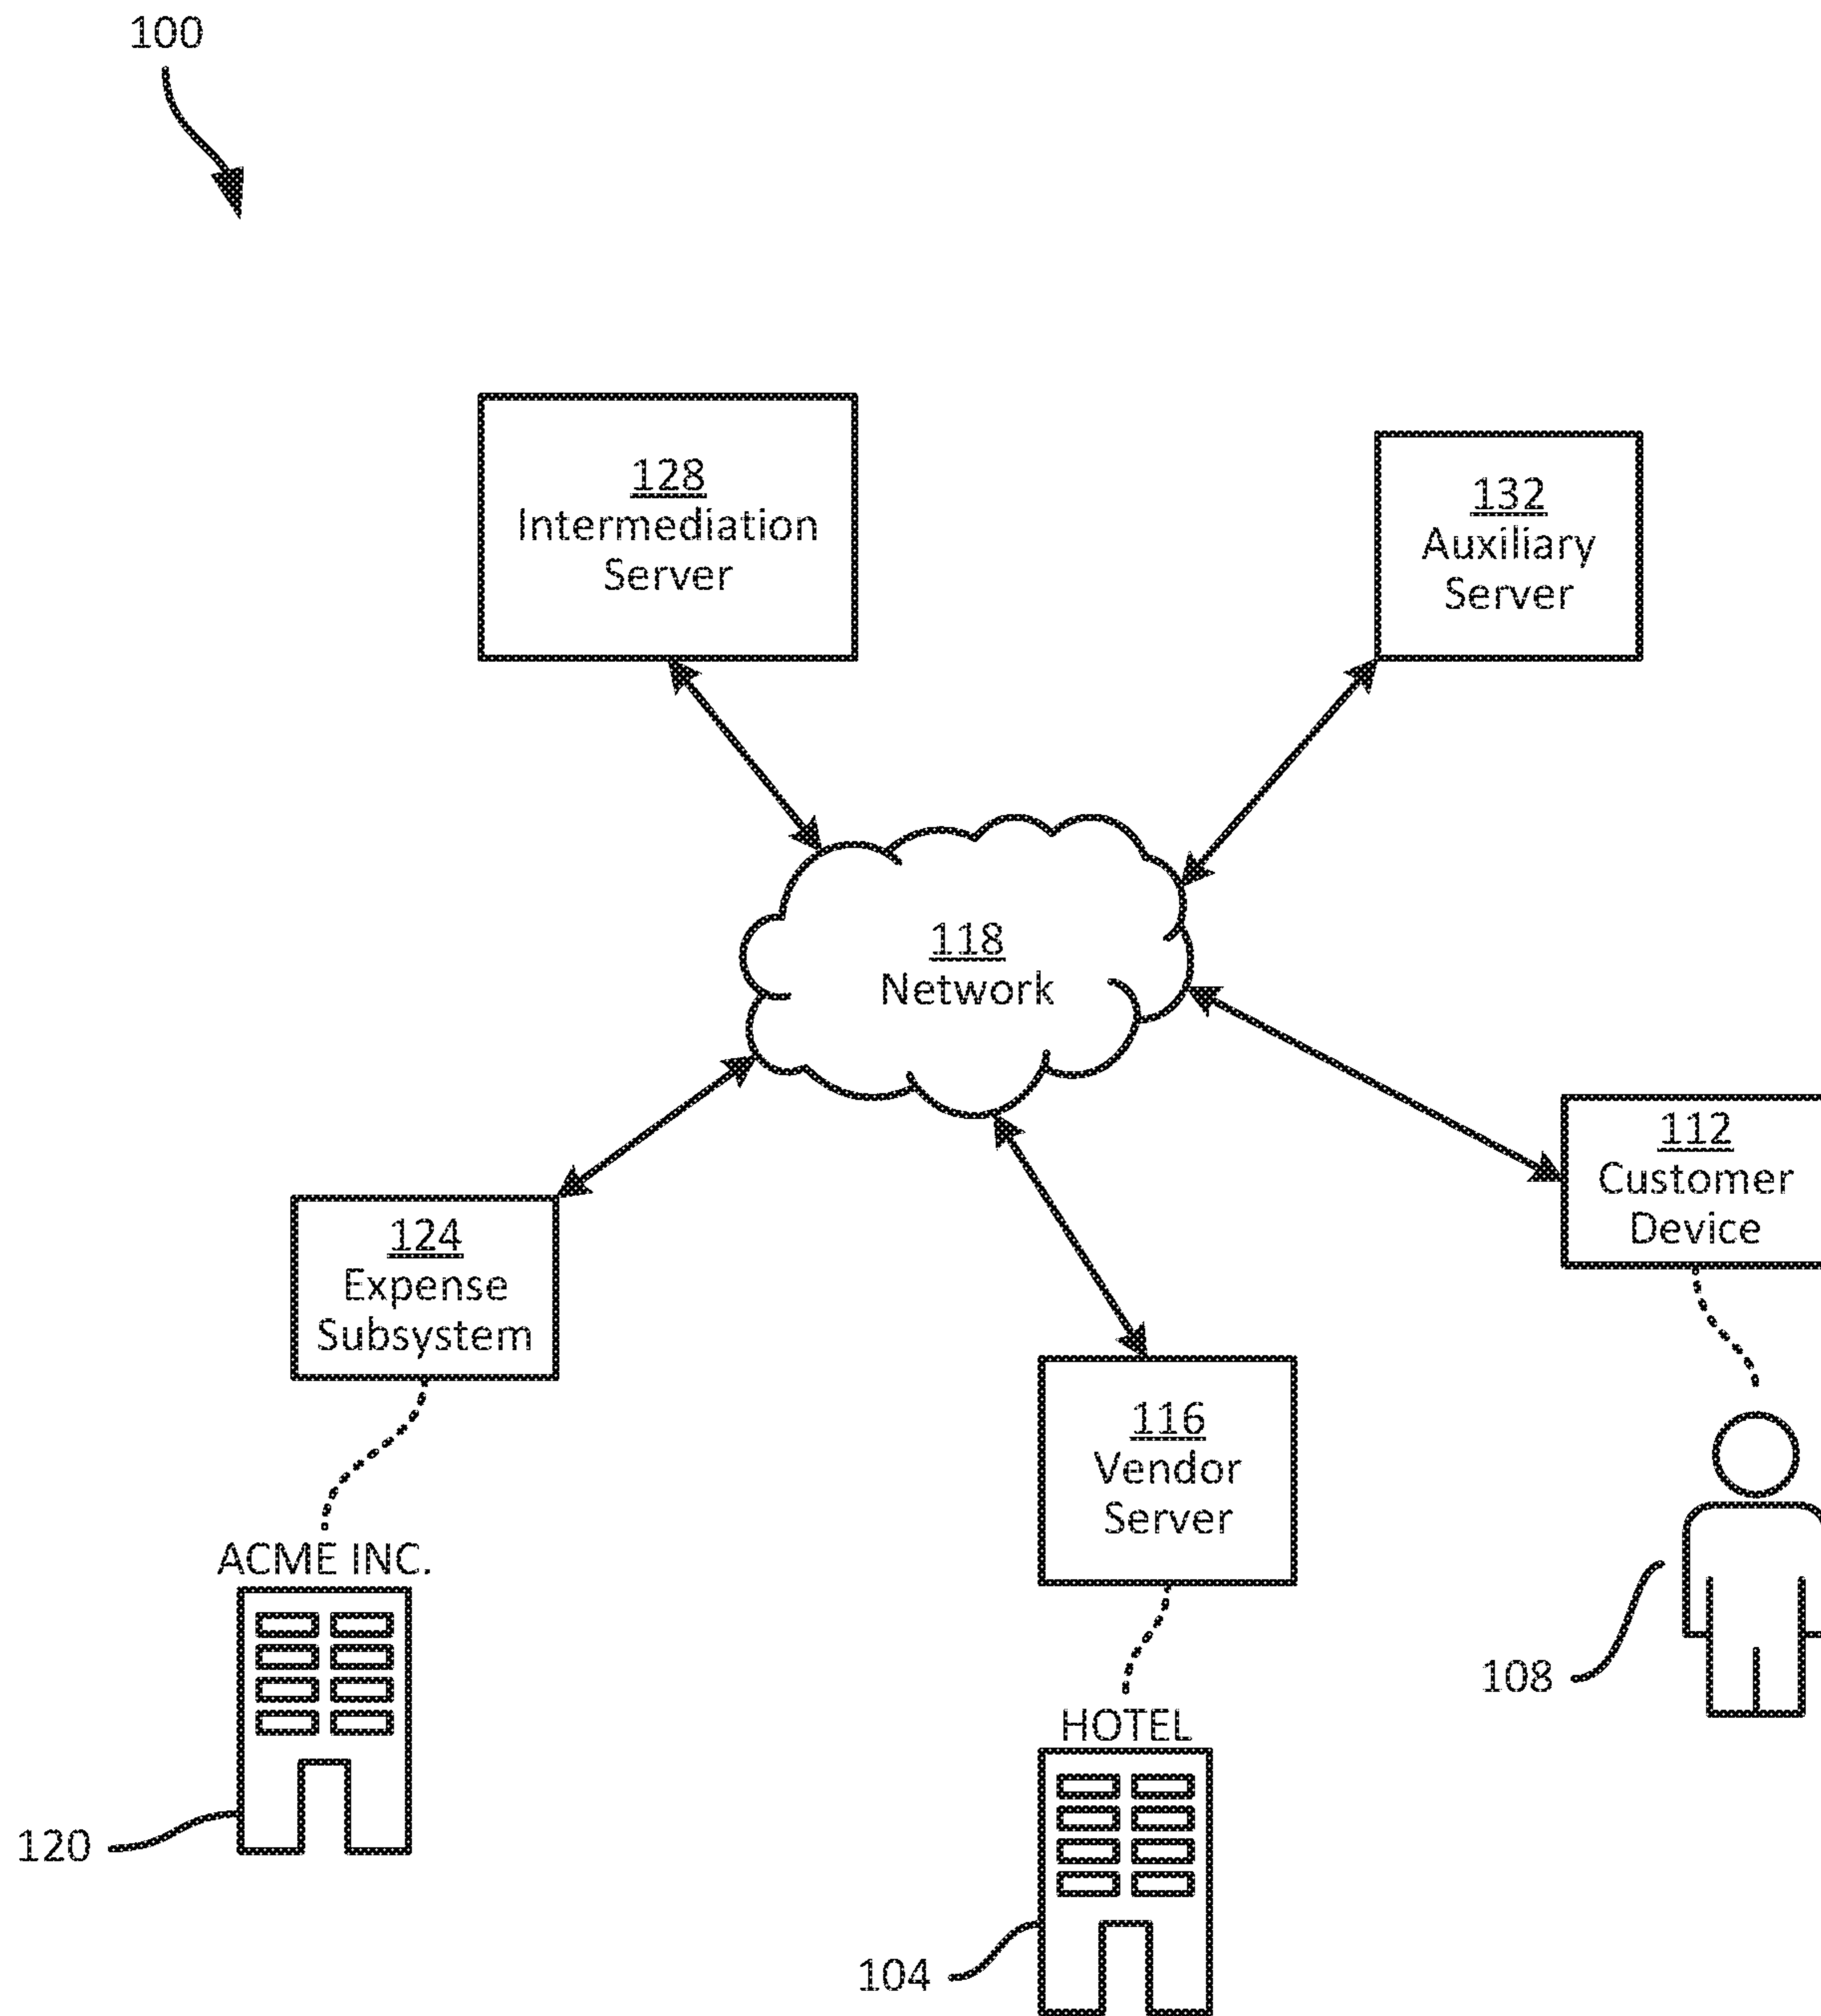 100
128
Intermediation
Server
132
Auxiliary
Server
118
Network
112
Customer
Device
124
Expense
Subsystem
116
Vendor
Server
ACME INC.
108
HOTEL
120
104